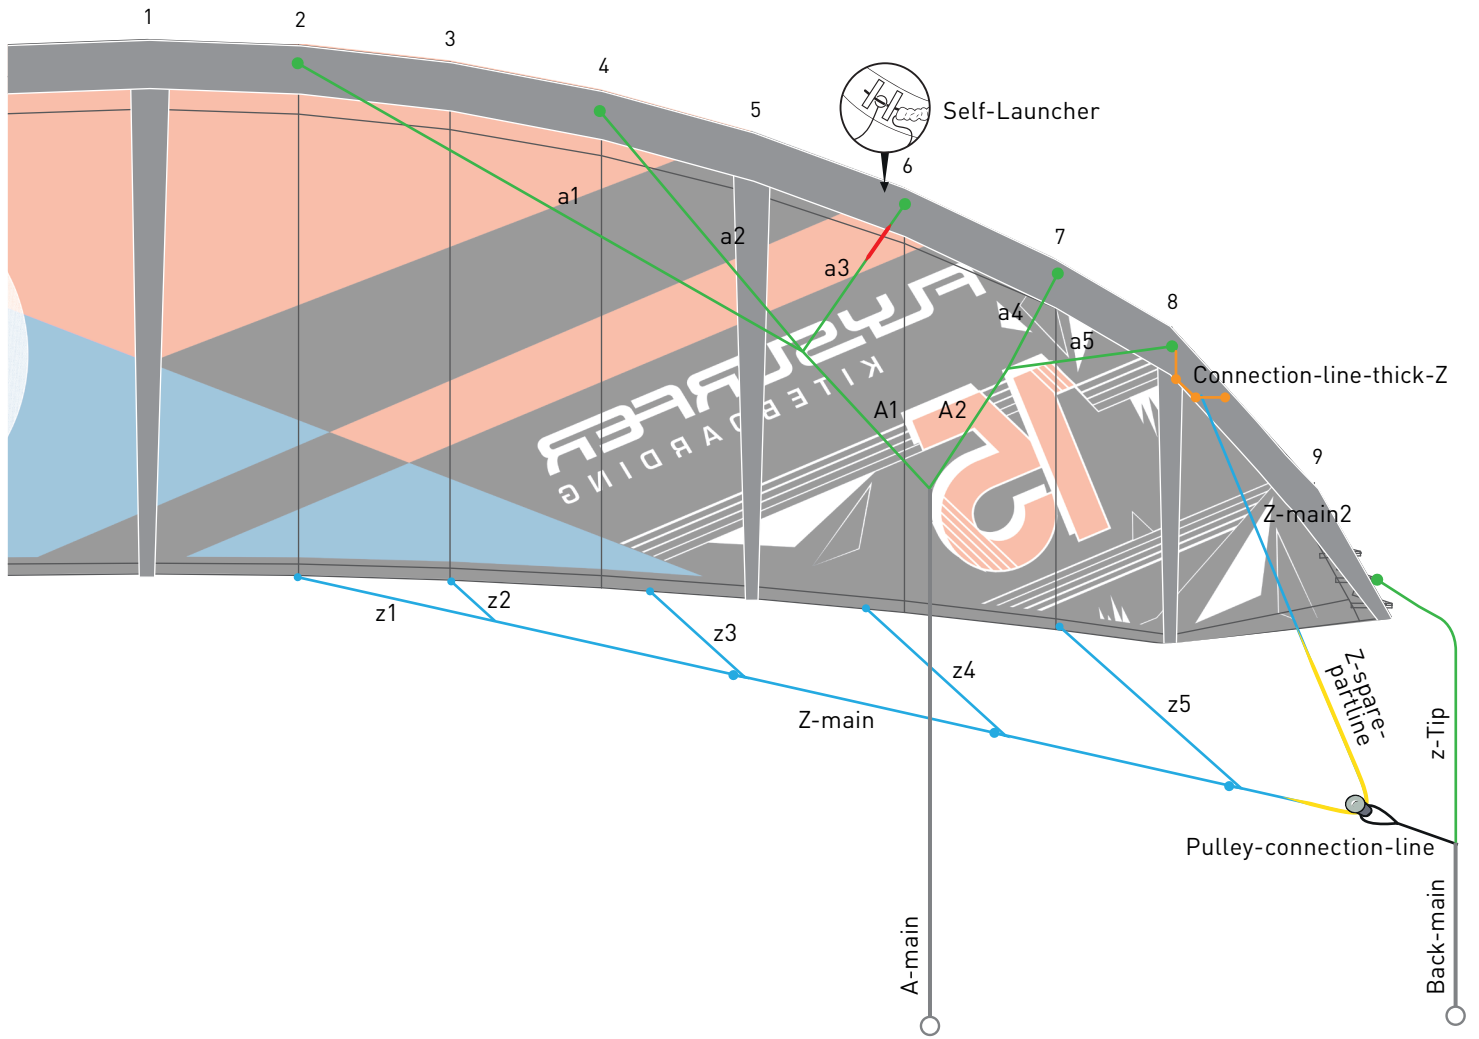 1
2
3
4
5
6
7
8
9
Self-Launcher
a1
a2
a3
a4
a5
Connection-line-thick-Z
A1
A2
FLYSURFER
KITEBOARDING
15
Z-main2
z1
z2
z3
z4
z5
Z-main
Z-spare-
partline
z-Tip
Pulley-connection-line
A-main
Back-main